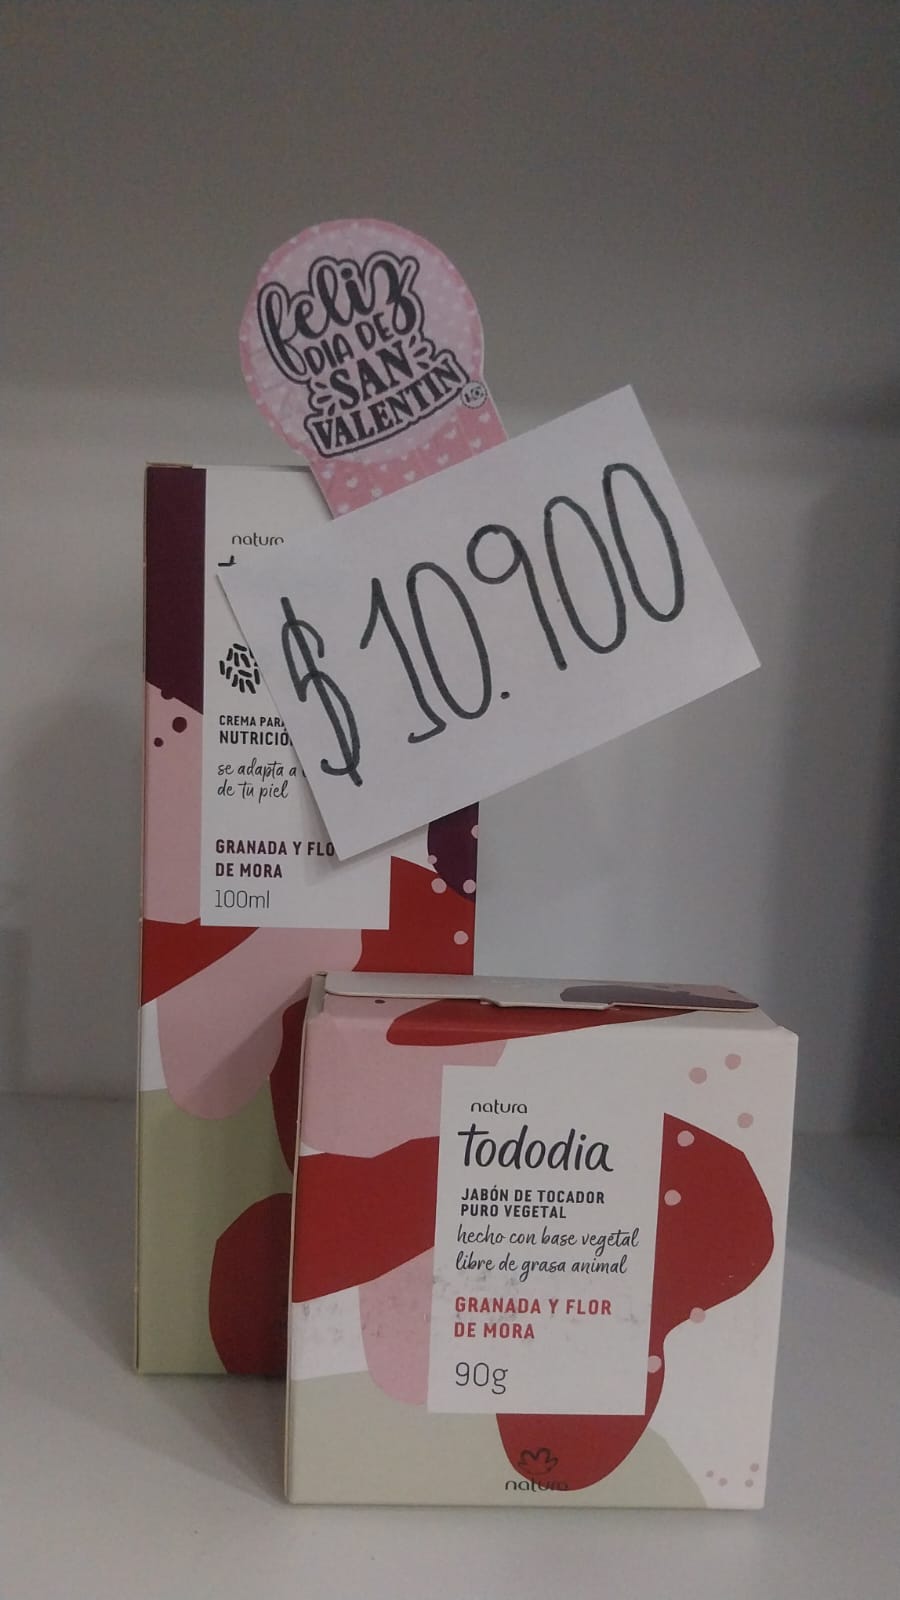 feliz
DIA DE
SAN
VALENTIN
$10.900
natura
CREMA PARA
NUTRICIÓN
se adapta a
de tu piel
GRANADA Y FLOR
DE MORA
100ml
natura
tododia
JABÓN DE TOCADOR
PURO VEGETAL
hecho con base vegetal
libre de grasa animal
GRANADA Y FLOR
DE MORA
90g
natura